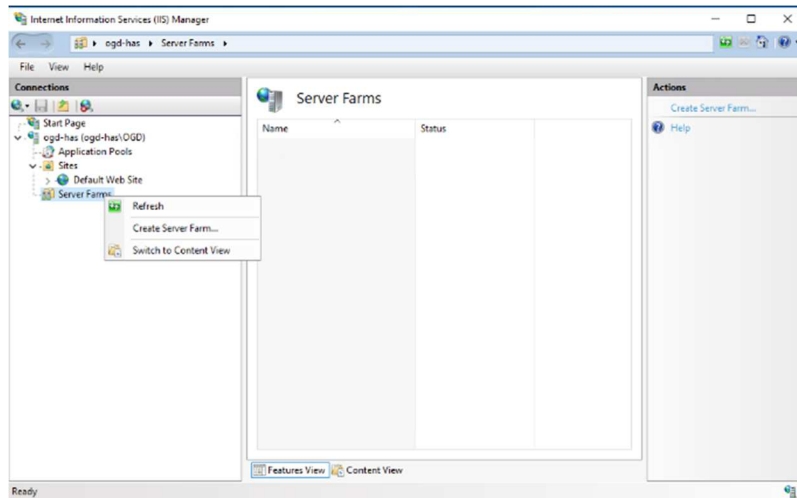 Internet Information Services (IIS) Manager
ogd-has Server Farms
File View Help
Connections
Start Page
ogd-has (ogd-has\OGD)
Application Pools
Sites
Default Web Site
Server Farms
Refresh
Create Server Farm...
Switch to Content View
Server Farms
Name Status
Features View Content View
Actions
Create Server Farm...
Help
Ready